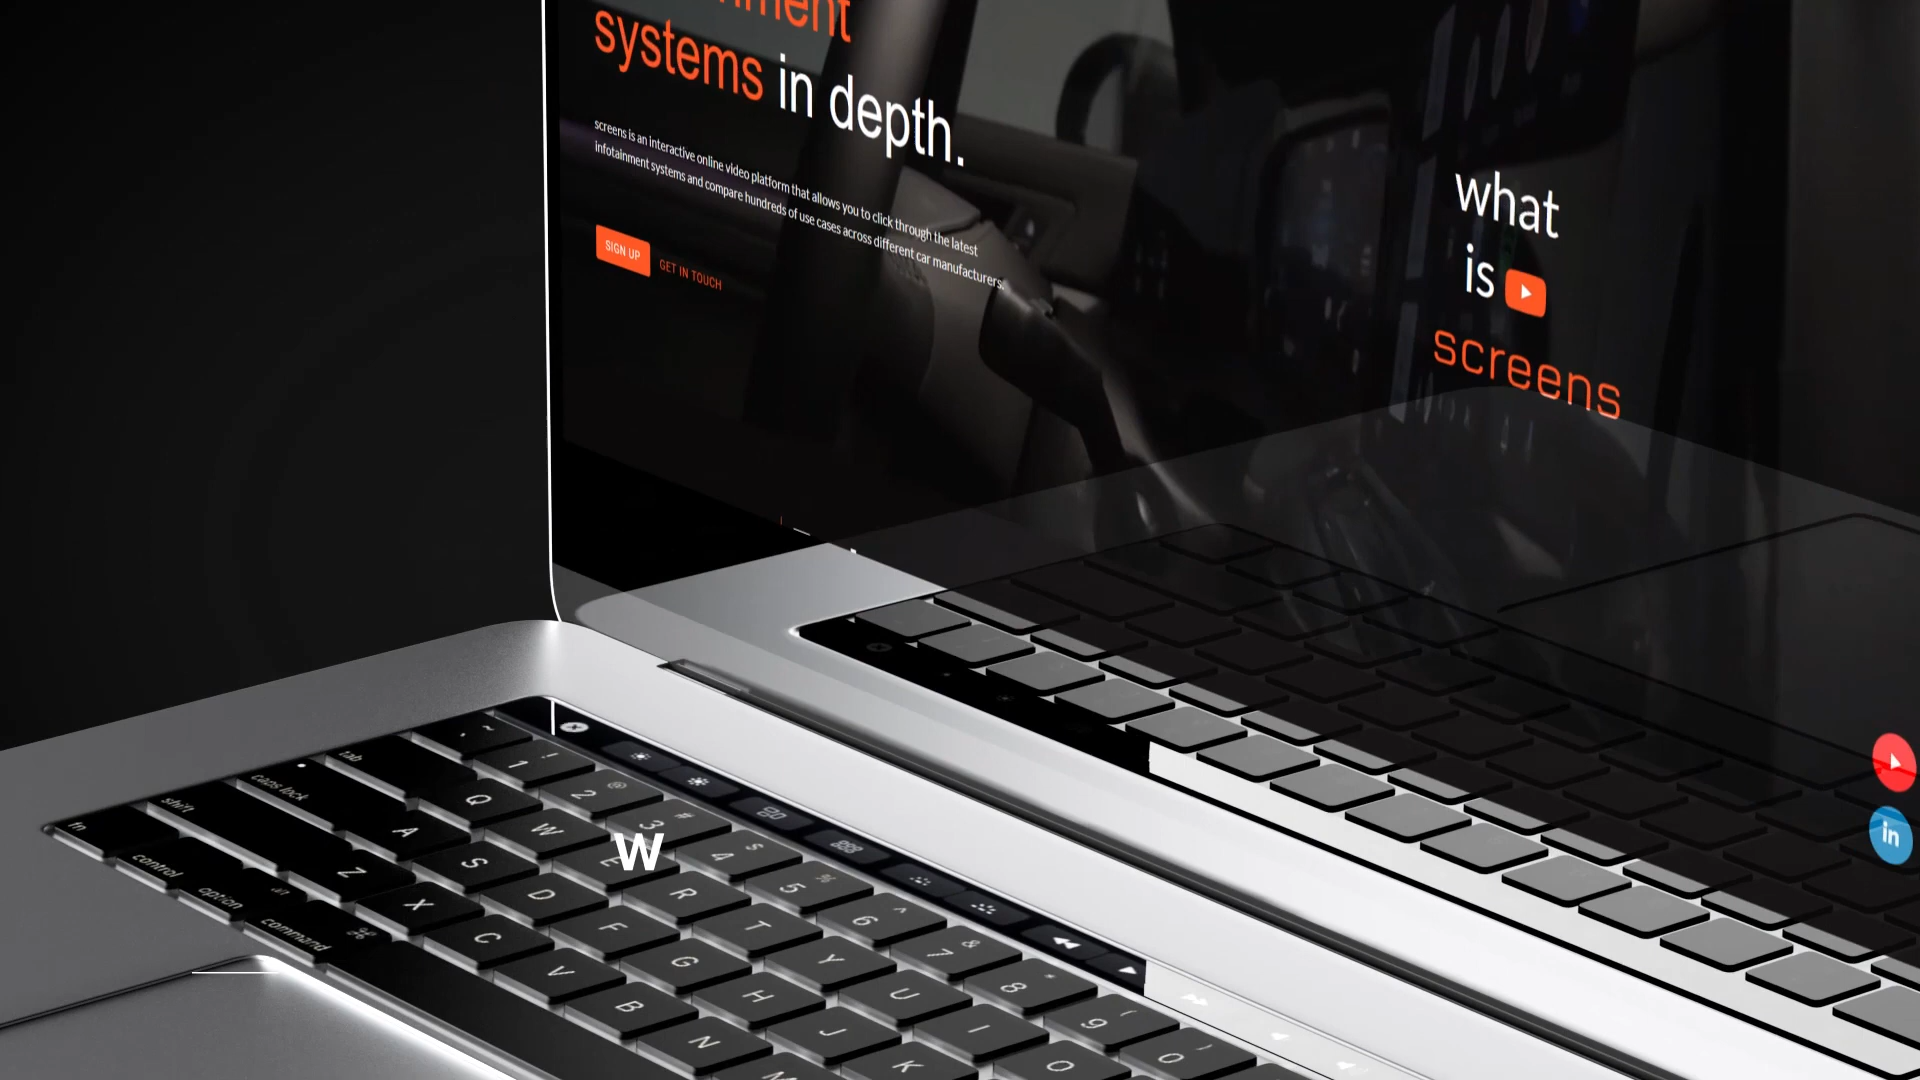 systems in depth.
screens is an interactive online video platform that allows you to click through the latest
infotainment systems and compare hundreds of use cases across different car manufacturers.
SIGN UP
GET IN TOUCH
what
is
screens
in
W
fn
control
option
alt
command
shift
caps lock
tab
~ `
! 1
@ 2
# 3
$ 4
% 5
^ 6
& 7
* 8
( 9
) 0
Q
W
E
R
T
Y
U
I
O
A
S
D
F
G
H
J
K
Z
X
C
V
B
N
M